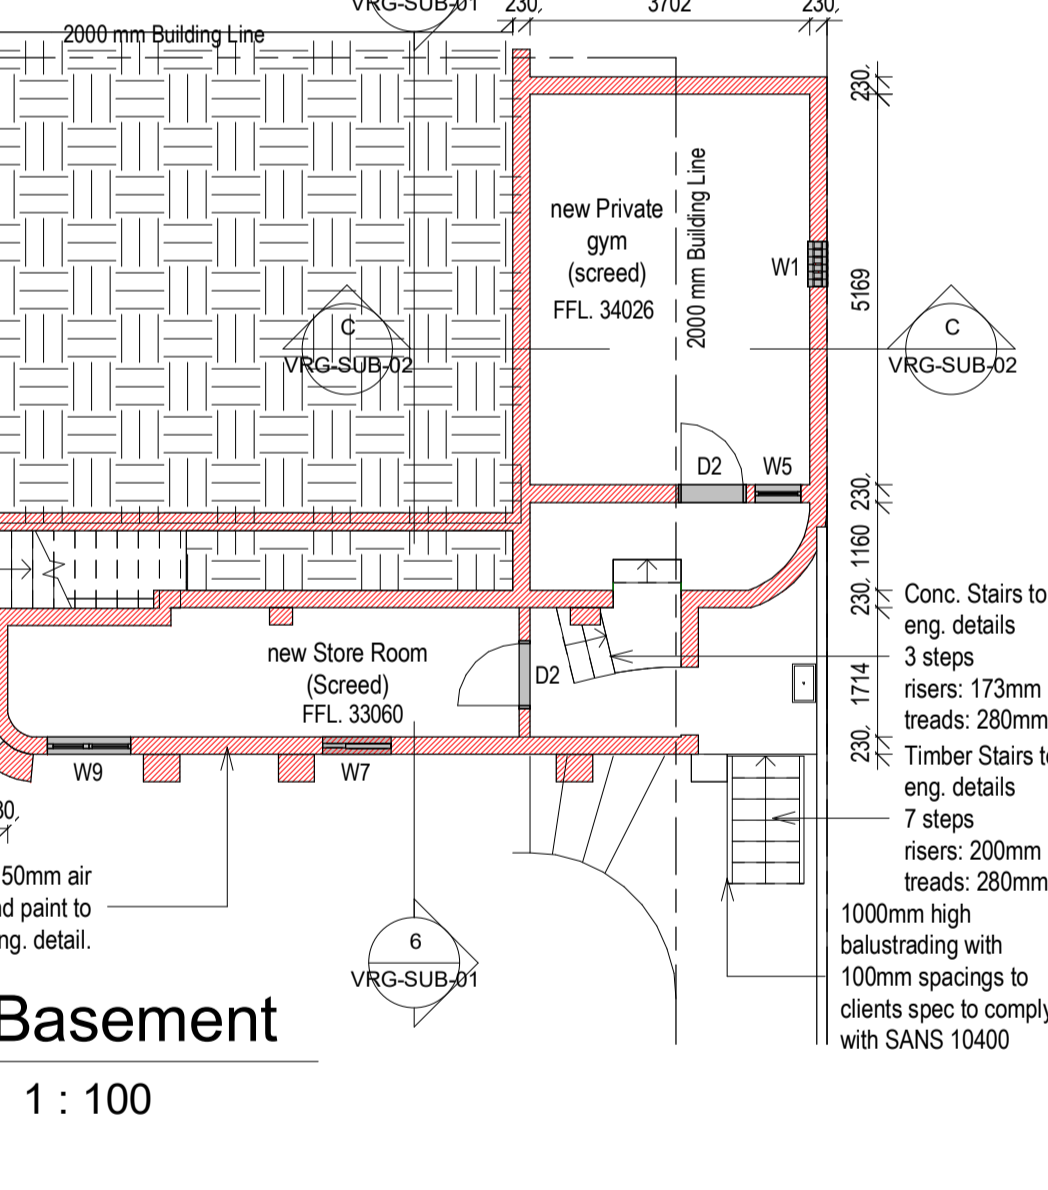 VRG-SUB-01
230,
3702
230,
2000 mm Building Line
230,
new Private
gym
(screed)
FFL. 34026
2000 mm Building Line
W1
5169
C
VRG-SUB-02
C
VRG-SUB-02
D2
W5
230,
1160
230,
Conc. Stairs to
eng. details
3 steps
risers: 173mm
treads: 280mm
new Store Room
(Screed)
FFL. 33060
D2
1714
230,
W9
W7
Timber Stairs to
eng. details
7 steps
risers: 200mm
treads: 280mm
30,
50mm air
nd paint to
ng. detail.
1000mm high
balustrading with
100mm spacings to
clients spec to comply
with SANS 10400
6
VRG-SUB-01
Basement
1 : 100